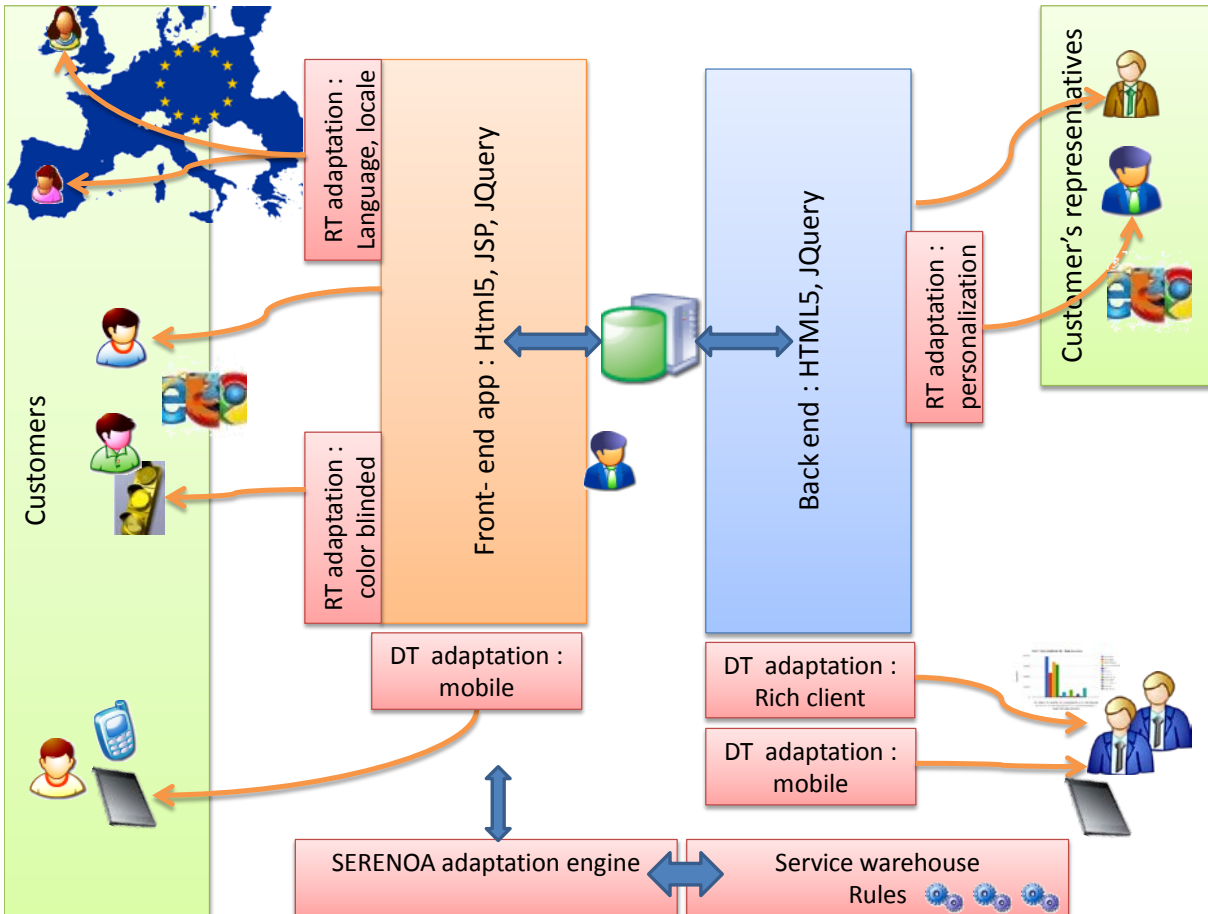 Customers
RT adaptation :
Language, locale
RT adaptation :
color blinded
Front- end app : Html5, JSP, JQuery
DT  adaptation :
mobile
Back end : HTML5, JQuery
RT adaptation :
personalization
Customer's representatives
DT  adaptation :
Rich client
DT  adaptation :
mobile
SERENOA adaptation engine
Service warehouse
Rules